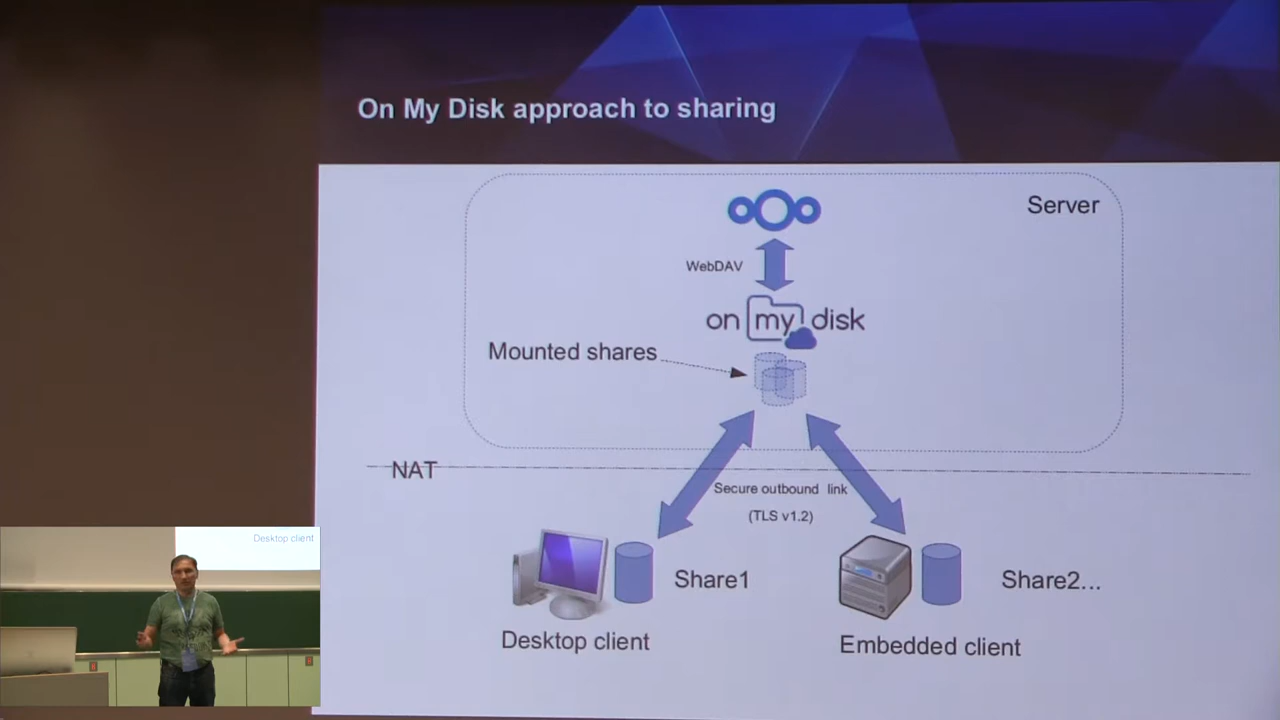 On My Disk approach to sharing
Server
WebDAV
on my disk
Mounted shares
NAT
Secure outbound link
(TLS v1.2)
Share1
Share2...
Desktop client
Embedded client
Desktop client